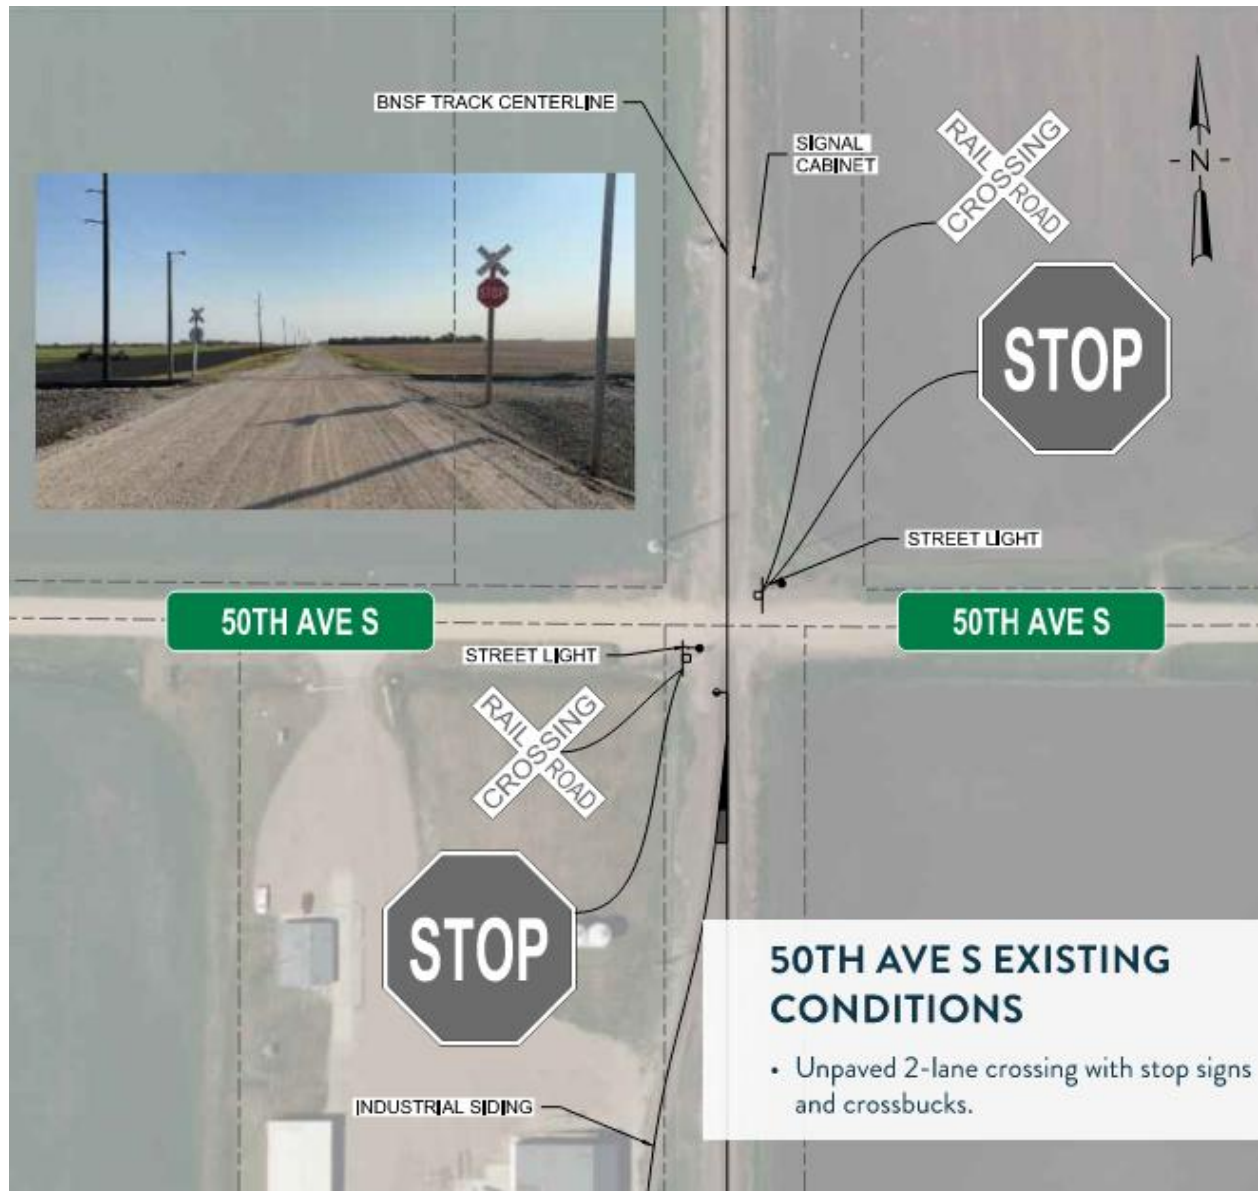 BNSF TRACK CENTERLINE
SIGNAL
CABINET
RAIL ROAD
CROSSING
N
STOP
STOP
STREET LIGHT
50TH AVE S
50TH AVE S
STREET LIGHT
RAIL ROAD
CROSSING
STOP
50TH AVE S EXISTING
CONDITIONS
• Unpaved 2-lane crossing with stop signs
and crossbucks.
INDUSTRIAL SIDING